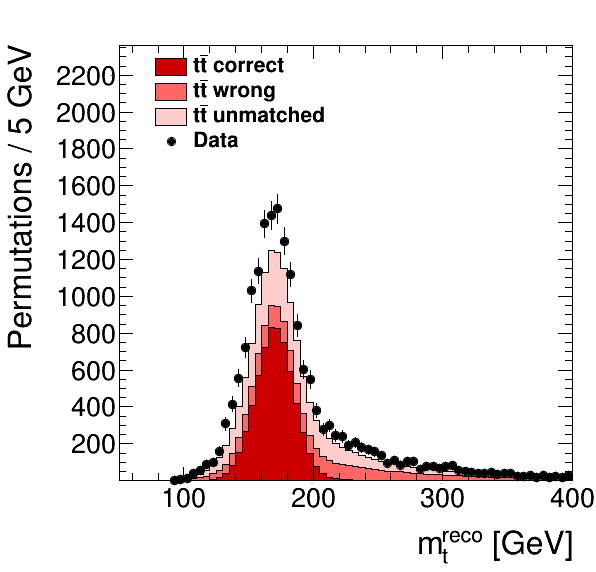 Permutations / 5 GeV
2200
2000
1800
1600
1400
1200
1000
800
600
400
200
tt̄ correct
tt̄ wrong
tt̄ unmatched
Data
100 200 300 400
m_t^reco [GeV]